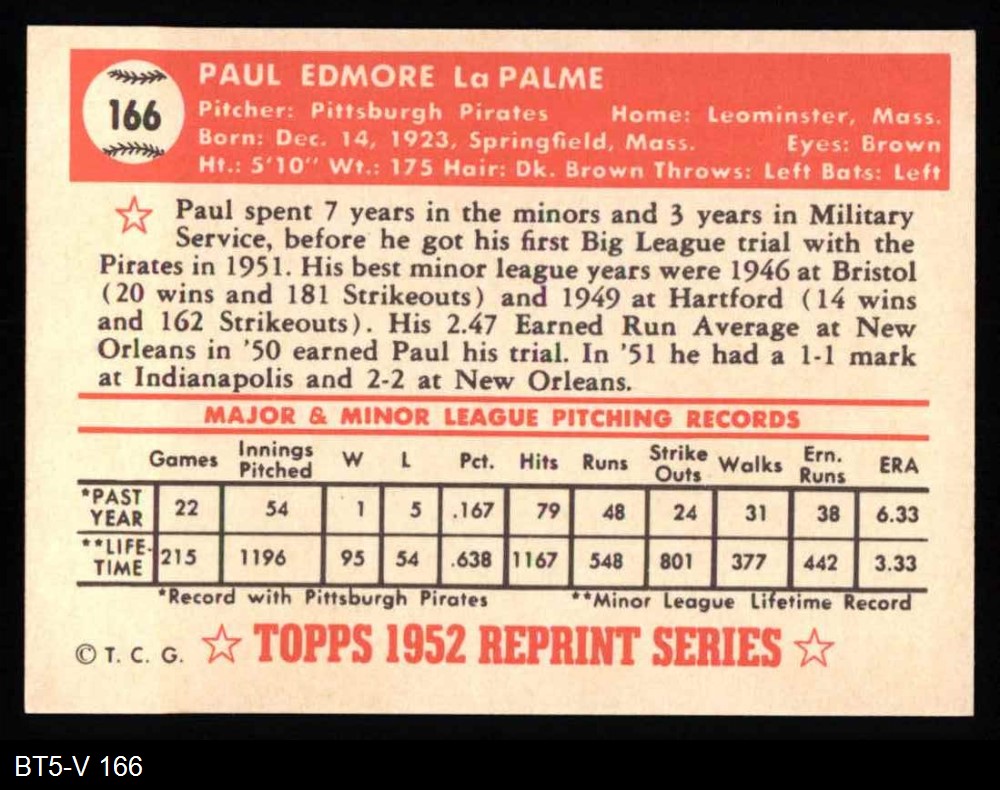 166
PAUL EDMORE La PALME
Pitcher: Pittsburgh Pirates Home: Leominster, Mass.
Born: Dec. 14, 1923, Springfield, Mass. Eyes: Brown
Ht.: 5'10" Wt.: 175 Hair: Dk. Brown Throws: Left Bats: Left
Paul spent 7 years in the minors and 3 years in Military
Service, before he got his first Big League trial with the
Pirates in 1951. His best minor league years were 1946 at Bristol
(20 wins and 181 Strikeouts) and 1949 at Hartford (14 wins
and 162 Strikeouts). His 2.47 Earned Run Average at New
Orleans in '50 earned Paul his trial. In '51 he had a 1-1 mark
at Indianapolis and 2-2 at New Orleans.
MAJOR & MINOR LEAGUE PITCHING RECORDS
Games Innings Pitched W L Pct. Hits Runs Strike Outs Walks Ern. Runs ERA
*PAST YEAR 22 54 1 5 .167 79 48 24 31 38 6.33
**LIFE-TIME 215 1196 95 54 .638 1167 548 801 377 442 3.33
*Record with Pittsburgh Pirates **Minor League Lifetime Record
© T. C. G. TOPPS 1952 REPRINT SERIES
BT5-V 166